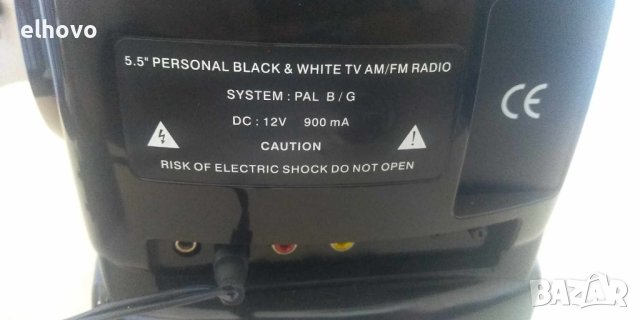 elhovo
5.5" PERSONAL BLACK & WHITE TV AM/FM RADIO
SYSTEM : PAL B / G
DC : 12V 900 mA
CAUTION
RISK OF ELECTRIC SHOCK DO NOT OPEN
CE
BAZAR